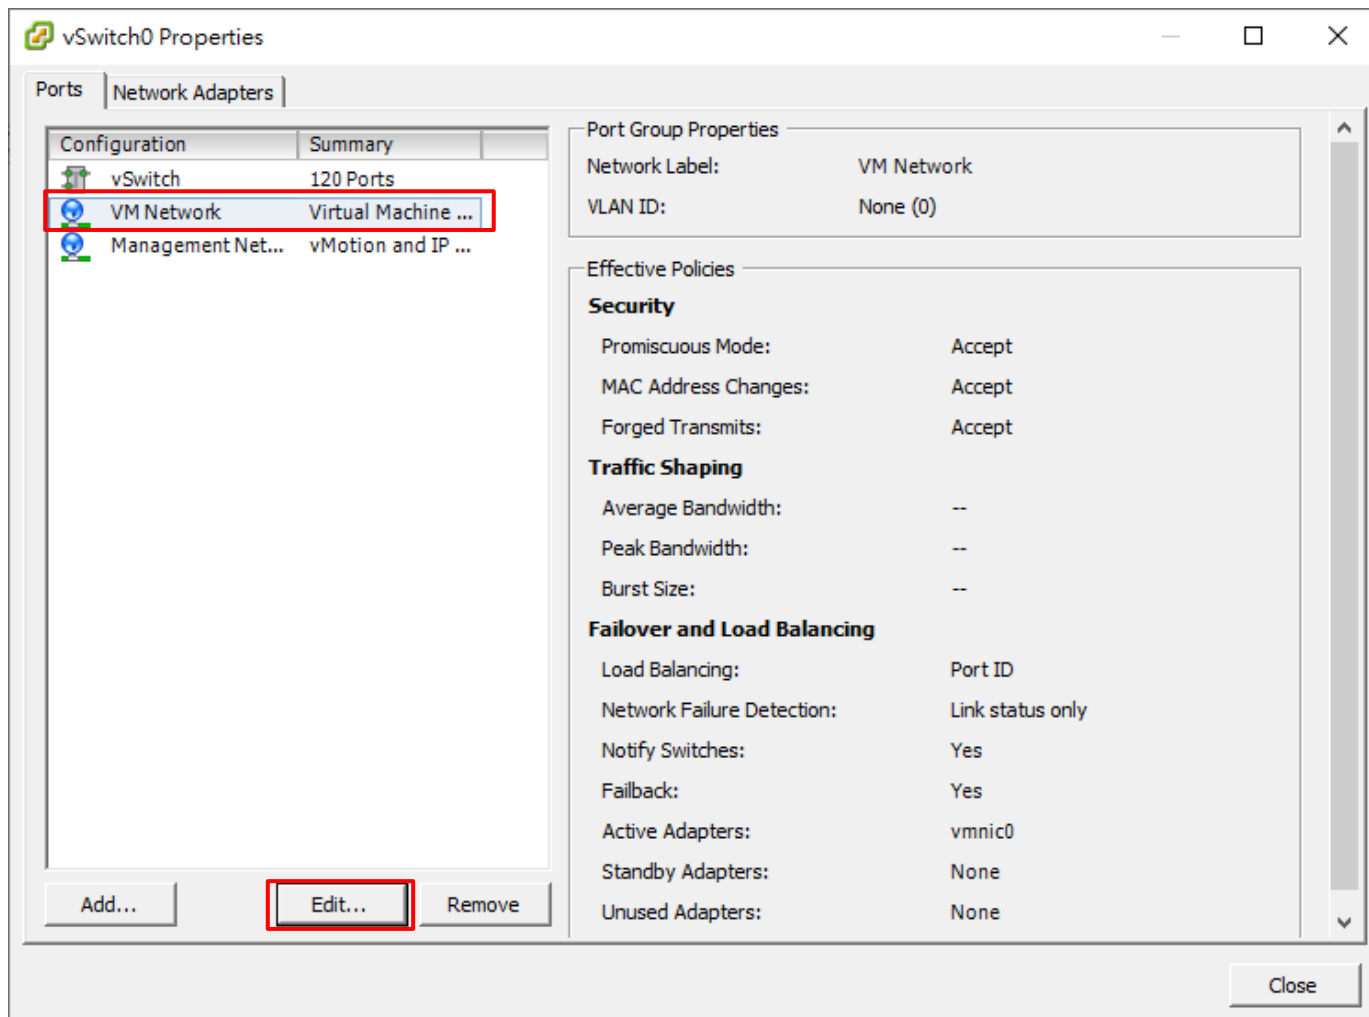 vSwitch0 Properties
Ports Network Adapters
Configuration Summary
vSwitch 120 Ports
VM Network Virtual Machine ...
Management Net... vMotion and IP ...
Add... Edit... Remove
Port Group Properties
Network Label: VM Network
VLAN ID: None (0)
Effective Policies
Security
Promiscuous Mode: Accept
MAC Address Changes: Accept
Forged Transmits: Accept
Traffic Shaping
Average Bandwidth: --
Peak Bandwidth: --
Burst Size: --
Failover and Load Balancing
Load Balancing: Port ID
Network Failure Detection: Link status only
Notify Switches: Yes
Failback: Yes
Active Adapters: vmnic0
Standby Adapters: None
Unused Adapters: None
Close